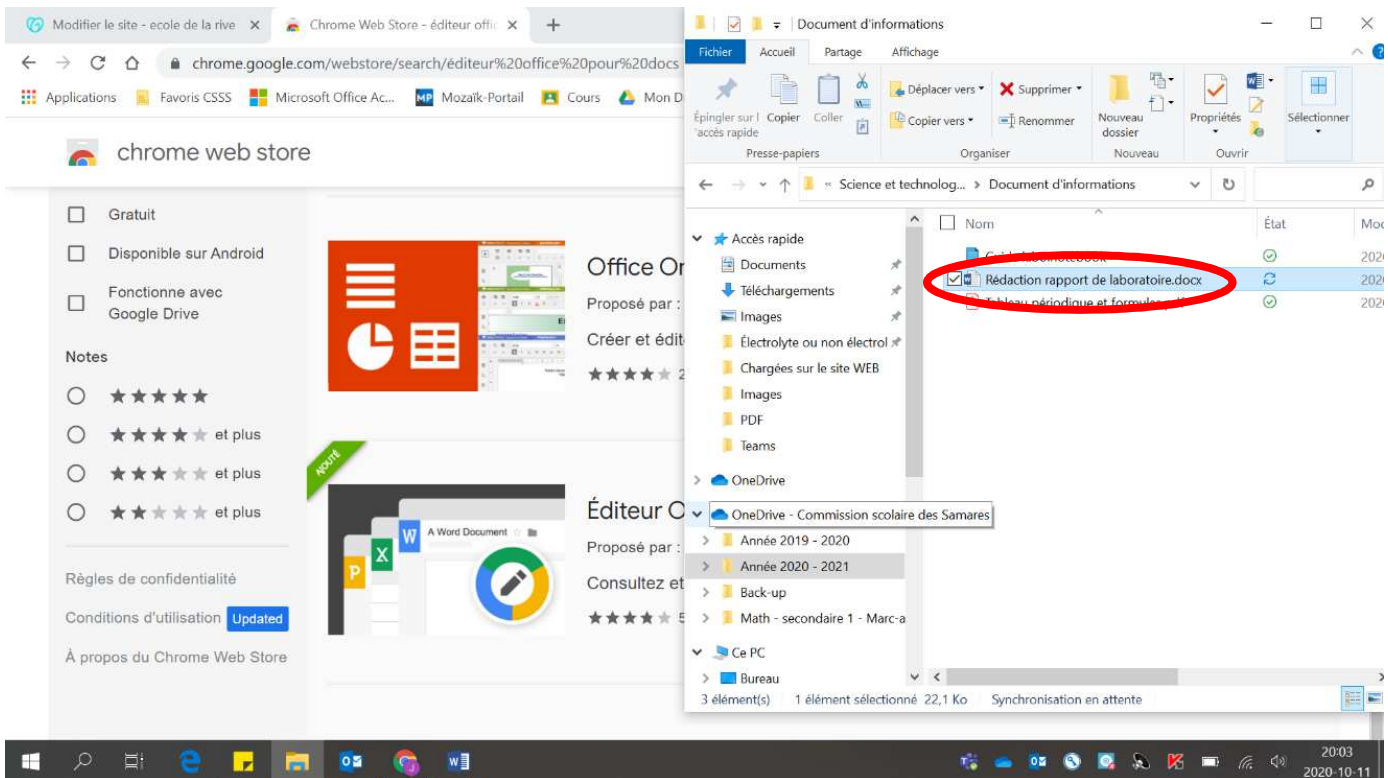 Modifier le site - ecole de la rive
Chrome Web Store - éditeur offic
chrome.google.com/webstore/search/éditeur%20office%20pour%20docs
Applications
Favoris CSSS
Microsoft Office Ac...
Mozaïk-Portail
Cours
Mon D
chrome web store
Gratuit
Disponible sur Android
Fonctionne avec
Google Drive
Notes
et plus
et plus
et plus
Règles de confidentialité
Conditions d'utilisation Updated
À propos du Chrome Web Store
Office Or
Proposé par :
Créer et édit
2
AJOUTÉ
A Word Document
W
X
P
Éditeur O
Proposé par :
Consultez et
5
Document d'informations
Fichier
Accueil
Partage
Affichage
Épingler sur l
'accès rapide
Copier
Coller
Déplacer vers
Copier vers
Supprimer
Renommer
Nouveau
dossier
Propriétés
Sélectionner
Presse-papiers
Organiser
Nouveau
Ouvrir
« Science et technolog... > Document d'informations
Nom
État
Accès rapide
Documents
Téléchargements
Images
Électrolyte ou non électrol
Chargées sur le site WEB
Images
PDF
Teams
OneDrive
OneDrive - Commission scolaire des Samares
Année 2019 - 2020
Année 2020 - 2021
Back-up
Math - secondaire 1 - Marc-a
Ce PC
Bureau
Rédaction rapport de laboratoire.docx
Tableau périodique et formules
3 élément(s)
1 élément sélectionné 22,1 Ko
Synchronisation en attente
20:03
2020-10-11